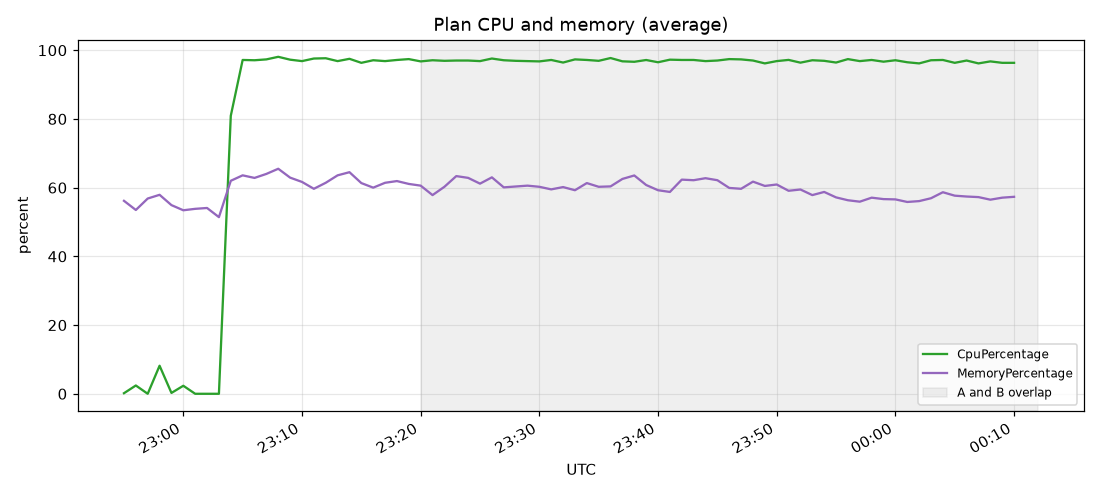 Plan CPU and memory (average)
percent
100
80
60
40
20
0
CpuPercentage
MemoryPercentage
A and B overlap
23:00
23:10
23:20
23:30
23:40
23:50
00:00
00:10
UTC